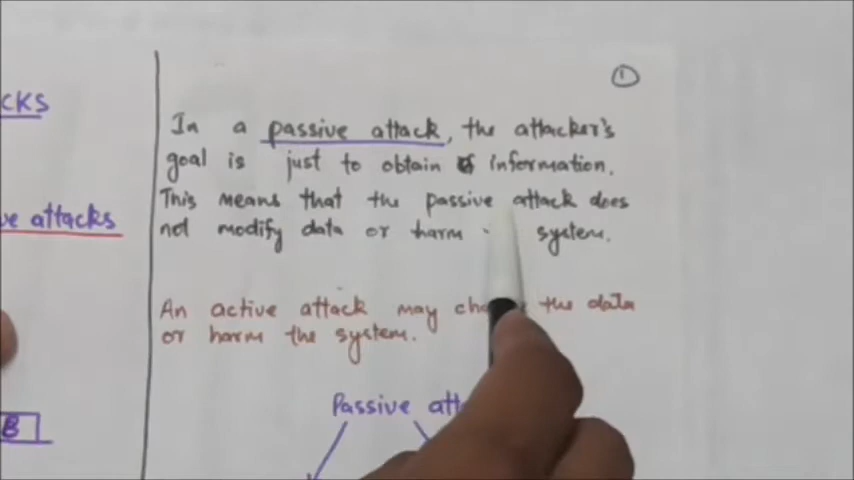 CKS
ve attacks
B
1
In a passive attack, the attacker's
goal is just to obtain information.
This means that the passive attack does
not modify data or harm system.
An active attack may the data
or harm the system.
Passive